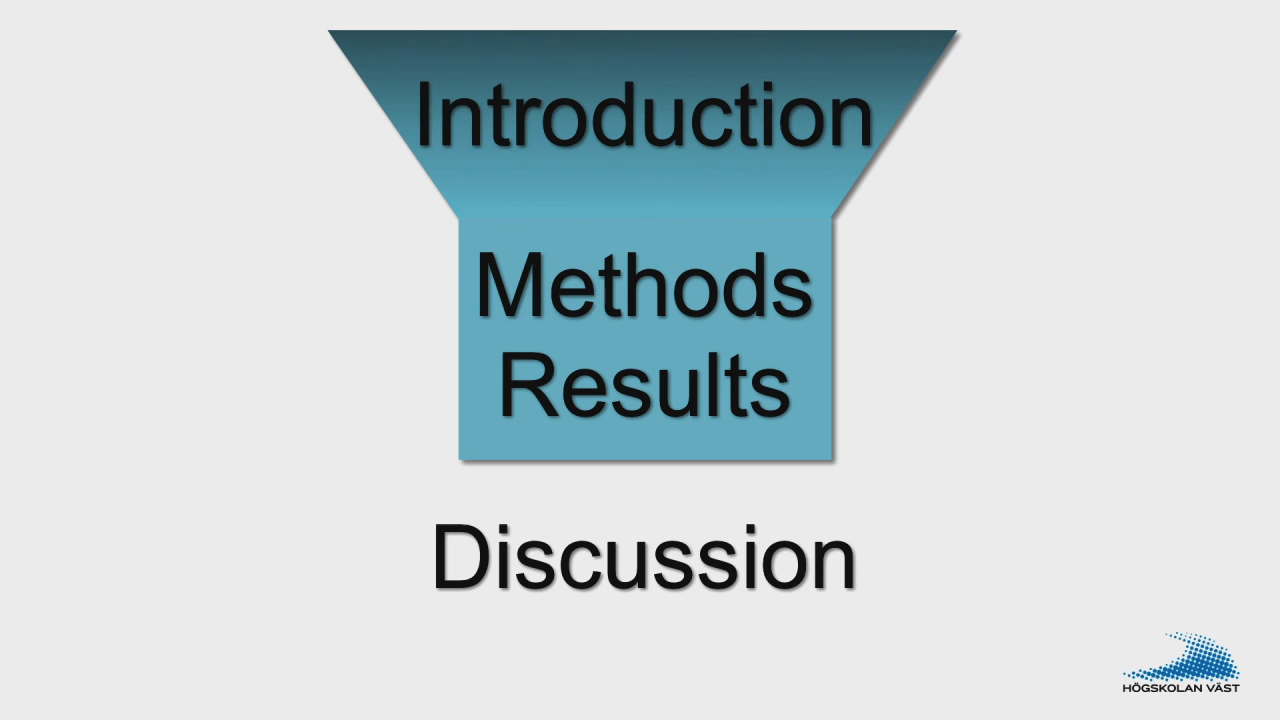 Introduction
Methods
Results
Discussion
HÖGSKOLAN VÄST